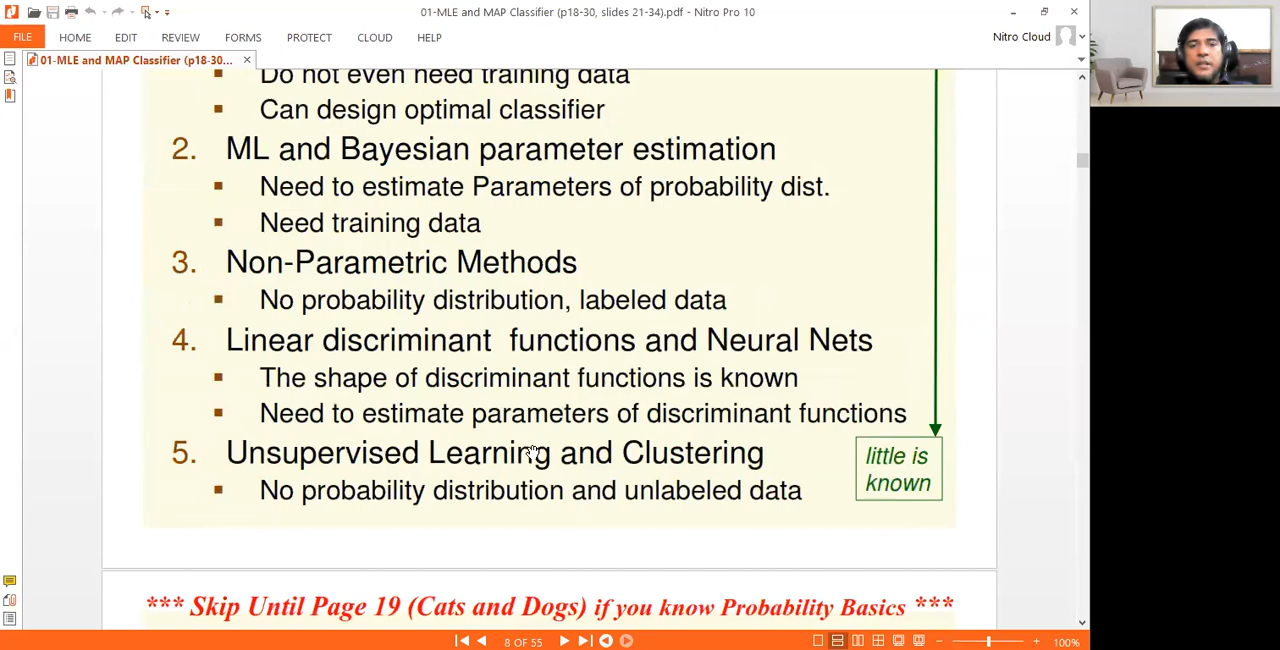 01-MLE and MAP Classifier (p18-30, slides 21-34).pdf - Nitro Pro 10
FILE HOME EDIT REVIEW FORMS PROTECT CLOUD HELP Nitro Cloud
01-MLE and MAP Classifier (p18-30...
Do not even need training data
Can design optimal classifier
2. ML and Bayesian parameter estimation
Need to estimate Parameters of probability dist.
Need training data
3. Non-Parametric Methods
No probability distribution, labeled data
4. Linear discriminant functions and Neural Nets
The shape of discriminant functions is known
Need to estimate parameters of discriminant functions
5. Unsupervised Learning and Clustering
No probability distribution and unlabeled data
little is
known
*** Skip Until Page 19 (Cats and Dogs) if you know Probability Basics ***
8 OF 55
100%